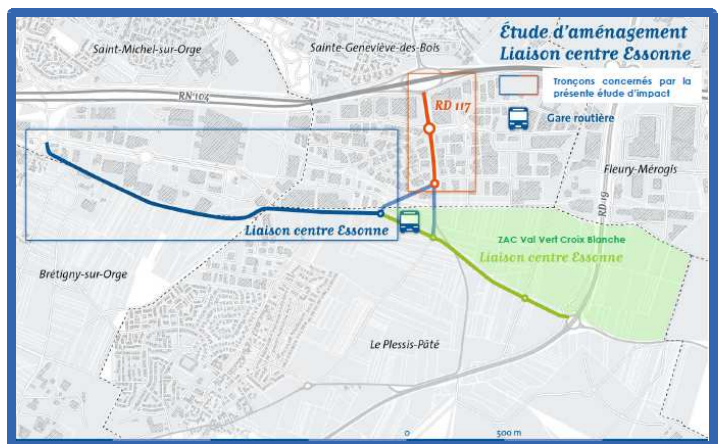 Étude d'aménagement
Liaison centre Essonne
Tronçons concernés par la
présente étude d'impact
Gare routière
Saint-Michel-sur-Orge
Sainte-Geneviève-des-Bois
RN 104
RD 117
Fleury-Mérogis
RD 19
Liaison centre Essonne
ZAC Val Vert Croix Blanche
Liaison centre Essonne
Brétigny-sur-Orge
Le Plessis-Pâté
0
500 m